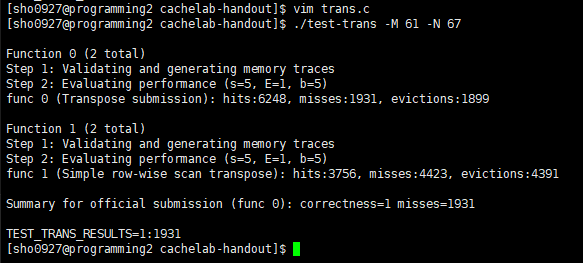 [sho0927@programming2 cachelab-handout]$ vim trans.c
[sho0927@programming2 cachelab-handout]$ ./test-trans -M 61 -N 67
Function 0 (2 total)
Step 1: Validating and generating memory traces
Step 2: Evaluating performance (s=5, E=1, b=5)
func 0 (Transpose submission): hits:6248, misses:1931, evictions:1899
Function 1 (2 total)
Step 1: Validating and generating memory traces
Step 2: Evaluating performance (s=5, E=1, b=5)
func 1 (Simple row-wise scan transpose): hits:3756, misses:4423, evictions:4391
Summary for official submission (func 0): correctness=1 misses=1931
TEST_TRANS_RESULTS=1:1931
[sho0927@programming2 cachelab-handout]$